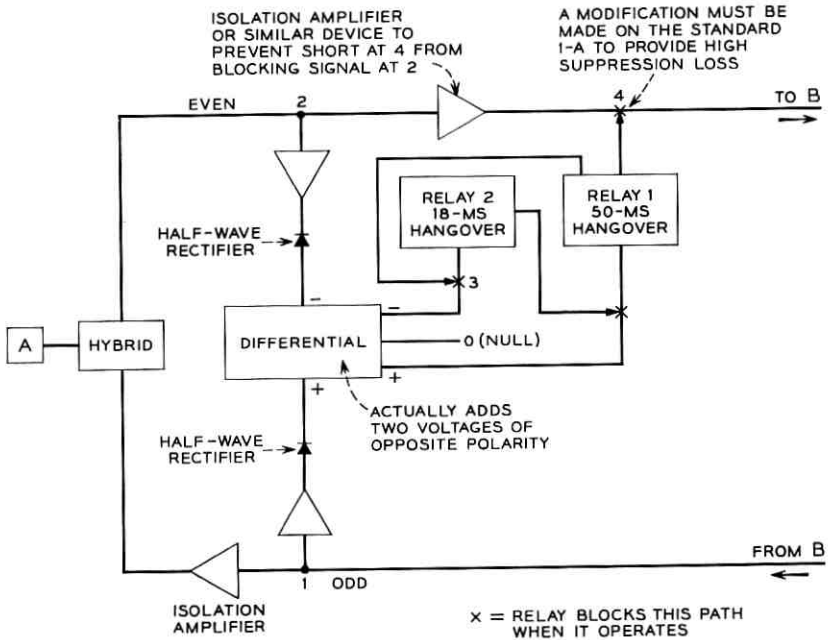 ISOLATION AMPLIFIER
OR SIMILAR DEVICE TO
PREVENT SHORT AT 4 FROM
BLOCKING SIGNAL AT 2
A MODIFICATION MUST BE
MADE ON THE STANDARD
1-A TO PROVIDE HIGH
SUPPRESSION LOSS
EVEN
2
4
TO B
RELAY 2
18-MS
HANGOVER
RELAY 1
50-MS
HANGOVER
HALF-WAVE
RECTIFIER
3
-
-
A
HYBRID
DIFFERENTIAL
0 (NULL)
+
+
ACTUALLY ADDS
TWO VOLTAGES OF
OPPOSITE POLARITY
HALF-WAVE
RECTIFIER
FROM B
1
ODD
ISOLATION
AMPLIFIER
X = RELAY BLOCKS THIS PATH
WHEN IT OPERATES